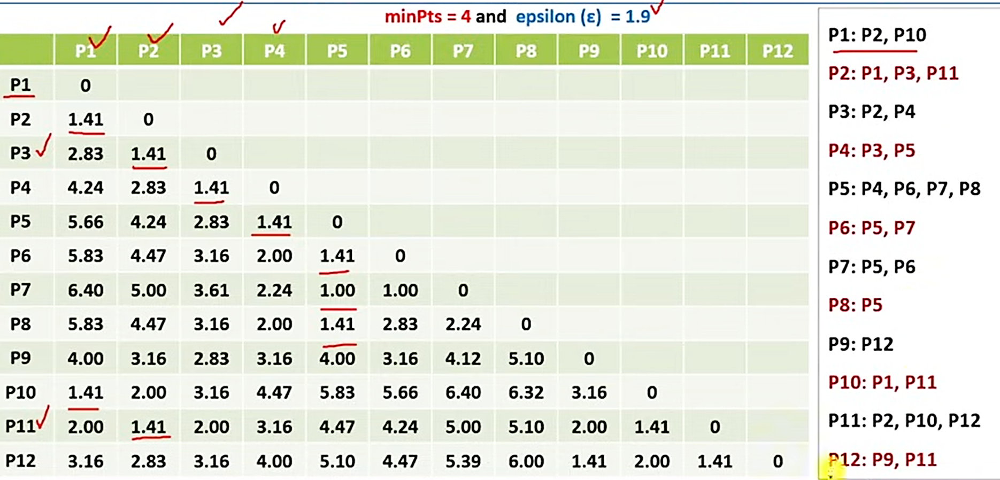 minPts = 4 and epsilon (ε) = 1.9
P1 P2 P3 P4 P5 P6 P7 P8 P9 P10 P11 P12
P1 0
P2 1.41 0
P3 2.83 1.41 0
P4 4.24 2.83 1.41 0
P5 5.66 4.24 2.83 1.41 0
P6 5.83 4.47 3.16 2.00 1.41 0
P7 6.40 5.00 3.61 2.24 1.00 1.00 0
P8 5.83 4.47 3.16 2.00 1.41 2.83 2.24 0
P9 4.00 3.16 2.83 3.16 4.00 3.16 4.12 5.10 0
P10 1.41 2.00 3.16 4.47 5.83 5.66 6.40 6.32 3.16 0
P11 2.00 1.41 2.00 3.16 4.47 4.24 5.00 5.10 2.00 1.41 0
P12 3.16 2.83 3.16 4.00 5.10 4.47 5.39 6.00 1.41 2.00 1.41 0
P1: P2, P10
P2: P1, P3, P11
P3: P2, P4
P4: P3, P5
P5: P4, P6, P7, P8
P6: P5, P7
P7: P5, P6
P8: P5
P9: P12
P10: P1, P11
P11: P2, P10, P12
P12: P9, P11